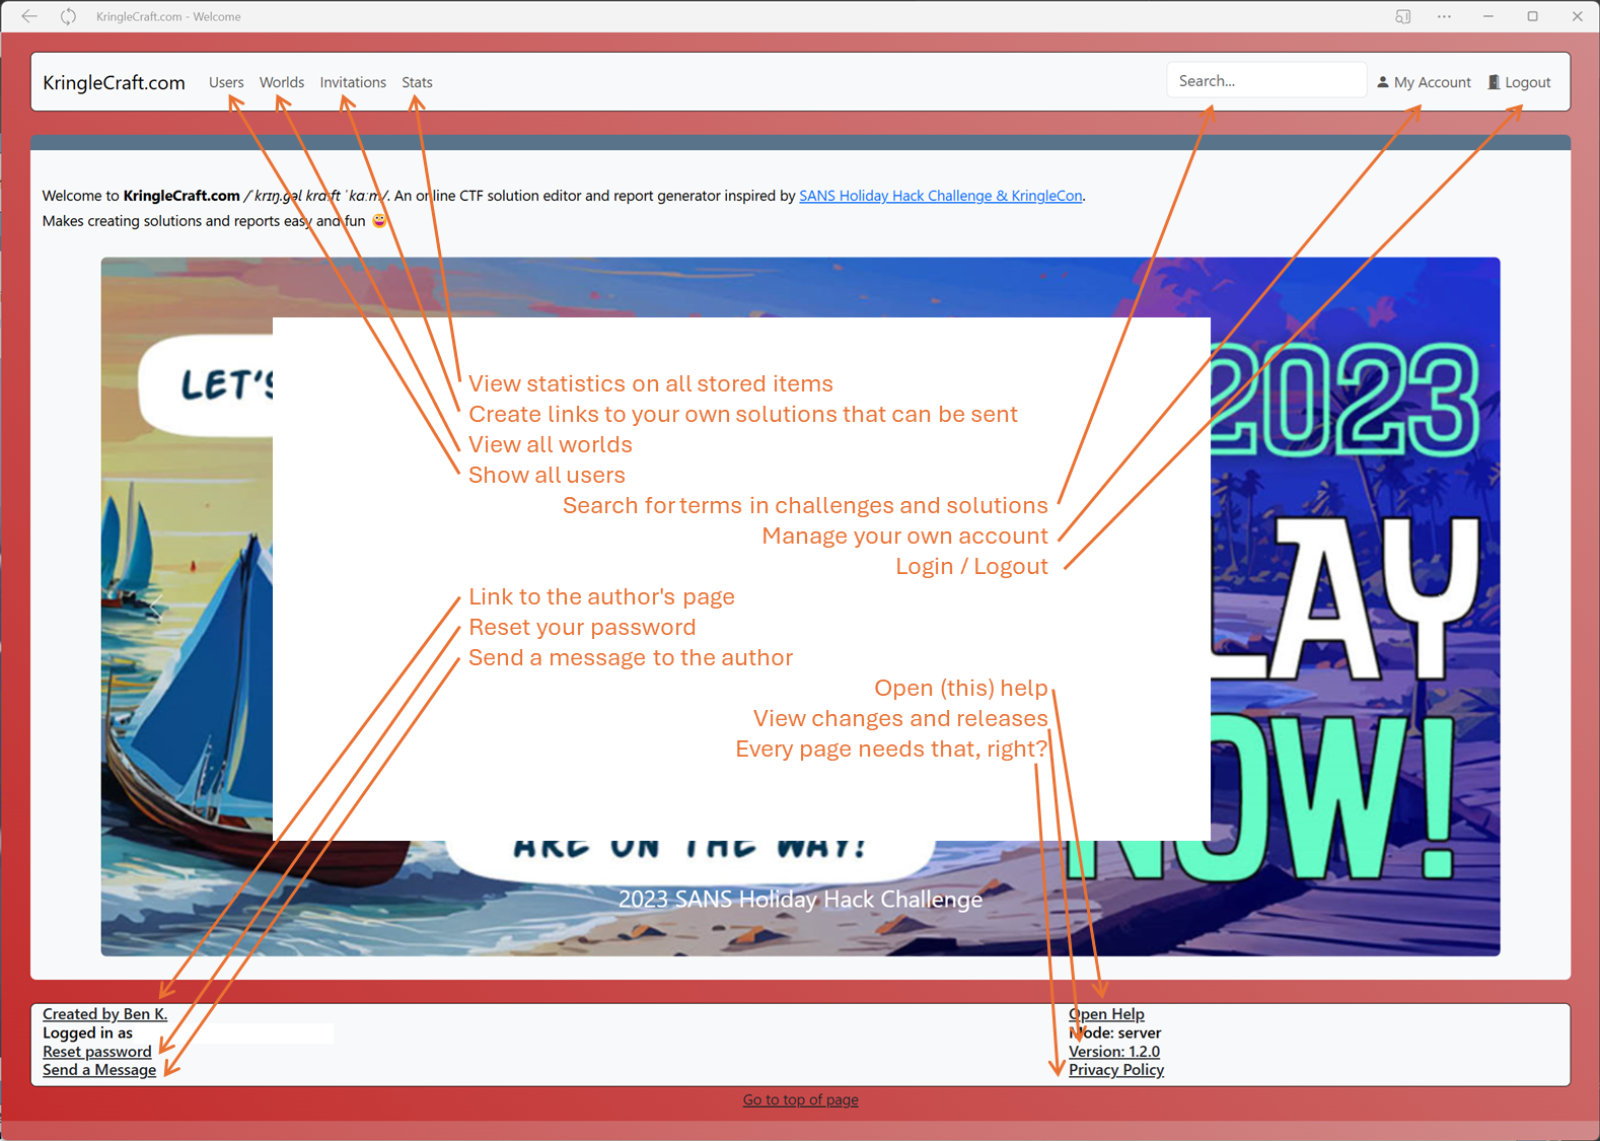 KringleCraft.com - Welcome
KringleCraft.com Users Worlds Invitations Stats Search... My Account Logout
Welcome to KringleCraft.com /ˈkrɪŋ.gəl kra:ft ˈka:m/. An online CTF solution editor and report generator inspired by SANS Holiday Hack Challenge & KringleCon.
Makes creating solutions and reports easy and fun
LET'S
2023
View statistics on all stored items
Create links to your own solutions that can be sent
View all worlds
Show all users
Search for terms in challenges and solutions
Manage your own account
Login / Logout
LAY
Link to the author's page
Reset your password
Send a message to the author
Open (this) help
View changes and releases
Every page needs that, right?
NOW!
ARE ON THE WAY!
2023 SANS Holiday Hack Challenge
Created by Ben K.
Logged in as
Reset password
Send a Message
Open Help
Mode: server
Version: 1.2.0
Privacy Policy
Go to top of page